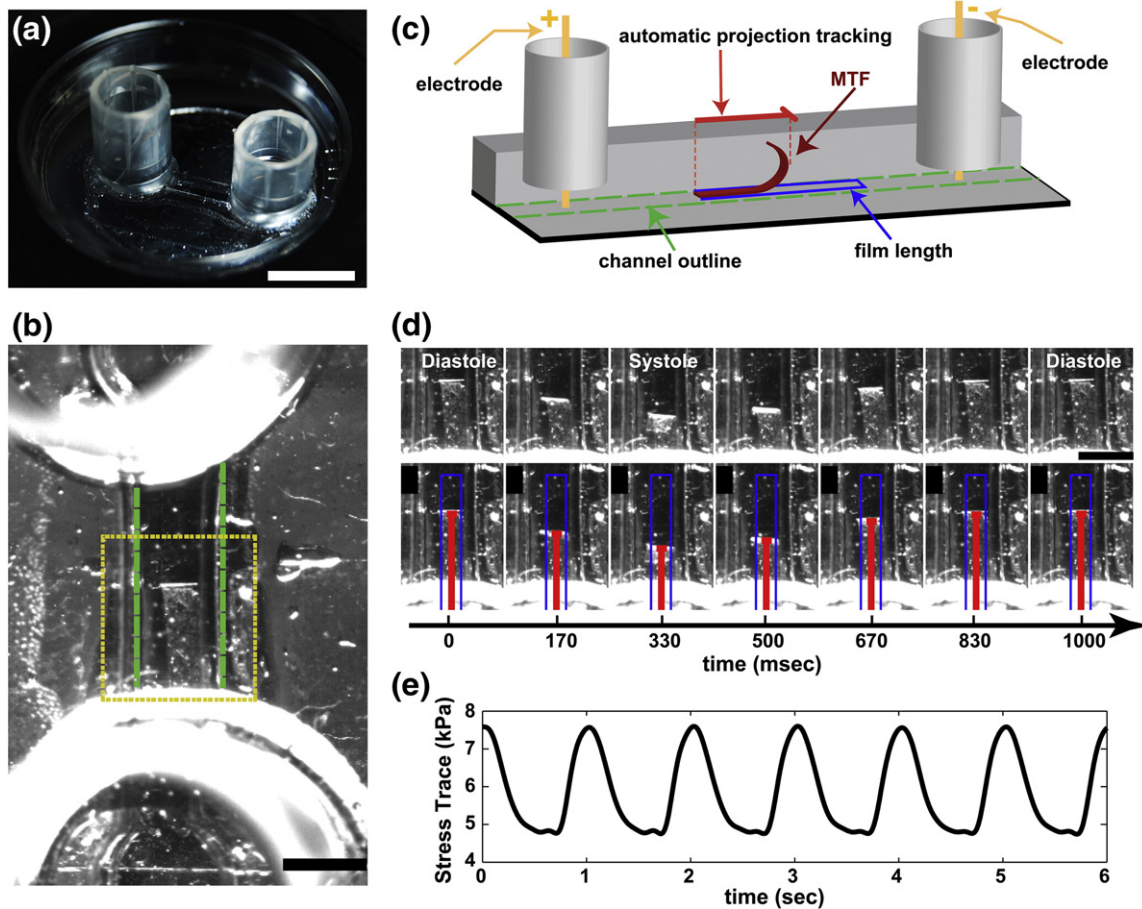 (a)
(c)
+
-
electrode
automatic projection tracking
electrode
MTF
channel outline
film length
(b)
(d)
Diastole
Systole
Diastole
0 170 330 500 670 830 1000
time (msec)
(e)
Stress Trace (kPa)
8
7
6
5
4
0 1 2 3 4 5 6
time (sec)